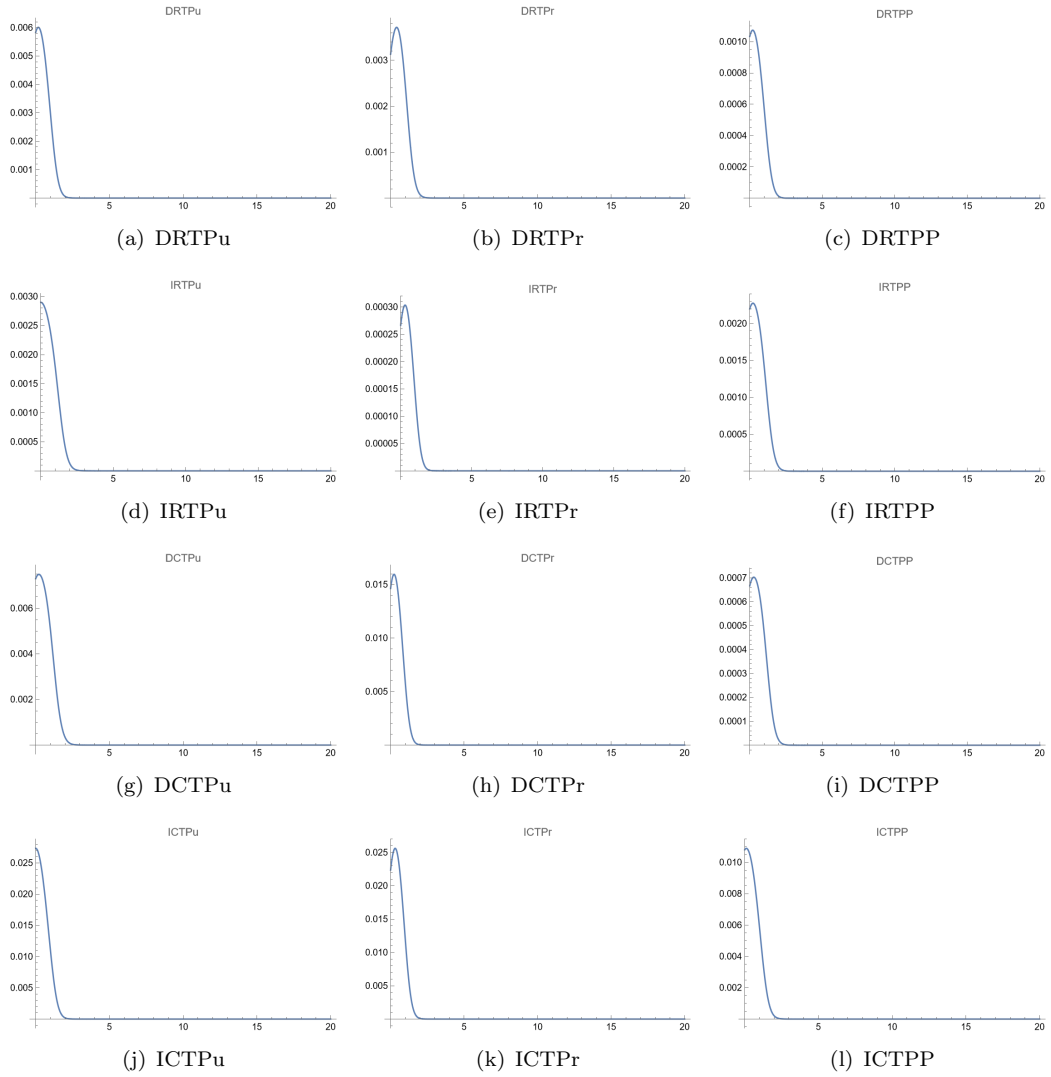 DRTPu
0.006
0.005
0.004
0.003
0.002
0.001
5 10 15 20
(a) DRTPu
DRTPr
0.003
0.002
0.001
5 10 15 20
(b) DRTPr
DRTPP
0.0010
0.0008
0.0006
0.0004
0.0002
5 10 15 20
(c) DRTPP
IRTPu
0.0030
0.0025
0.0020
0.0015
0.0010
0.0005
5 10 15 20
(d) IRTPu
IRTPr
0.00030
0.00025
0.00020
0.00015
0.00010
0.00005
5 10 15 20
(e) IRTPr
IRTPP
0.0020
0.0015
0.0010
0.0005
5 10 15 20
(f) IRTPP
DCTPu
0.006
0.004
0.002
5 10 15 20
(g) DCTPu
DCTPr
0.015
0.010
0.005
5 10 15 20
(h) DCTPr
DCTPP
0.0007
0.0006
0.0005
0.0004
0.0003
0.0002
0.0001
5 10 15 20
(i) DCTPP
ICTPu
0.025
0.020
0.015
0.010
0.005
5 10 15 20
(j) ICTPu
ICTPr
0.025
0.020
0.015
0.010
0.005
5 10 15 20
(k) ICTPr
ICTPP
0.010
0.008
0.006
0.004
0.002
5 10 15 20
(l) ICTPP